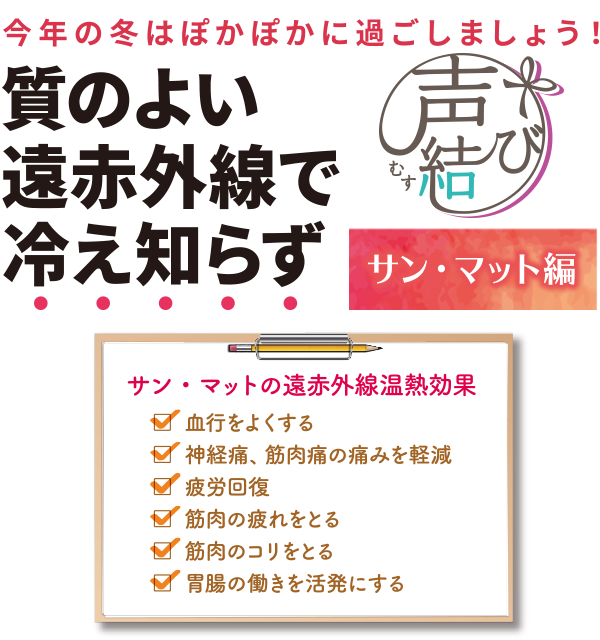 今年の冬はぽかぽかに過ごしましょう!
質のよい
遠赤外線で
冷え知らず
声結び
むす
サン・マット編
サン・マットの遠赤外線温熱効果
血行をよくする
神経痛、筋肉痛の痛みを軽減
疲労回復
筋肉の疲れをとる
筋肉のコリをとる
胃腸の働きを活発にする